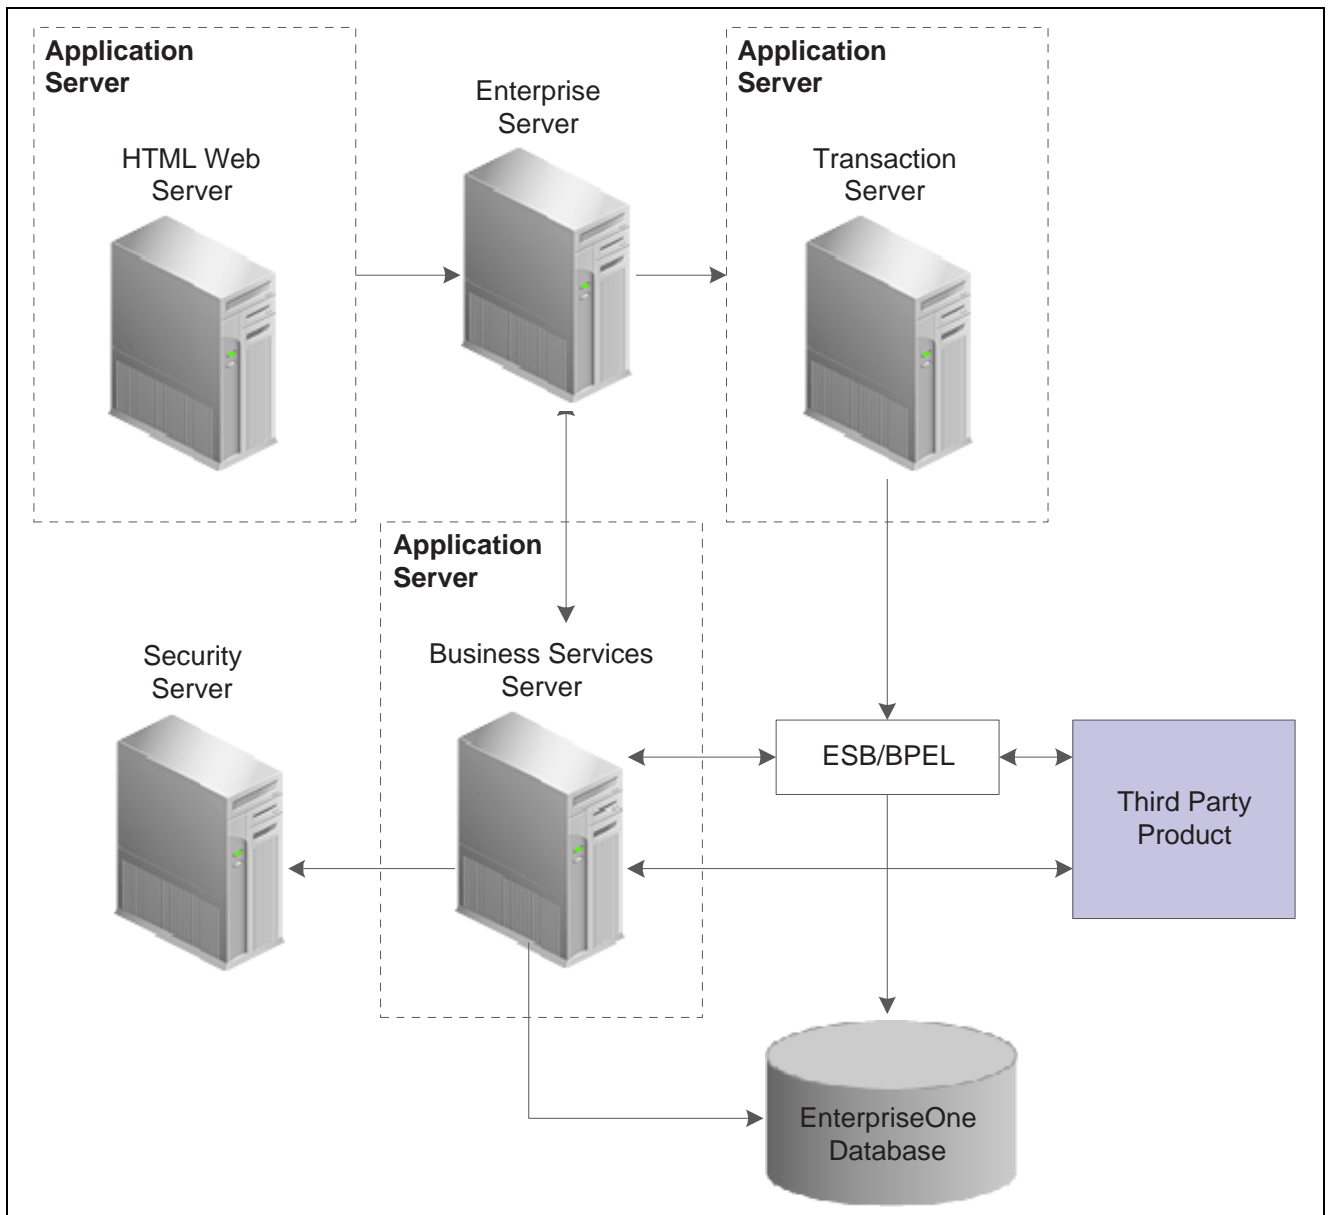 Application
Server
HTML Web
Server
Enterprise
Server
Application
Server
Transaction
Server
Application
Server
Security
Server
Business Services
Server
ESB/BPEL
Third Party
Product
EnterpriseOne
Database